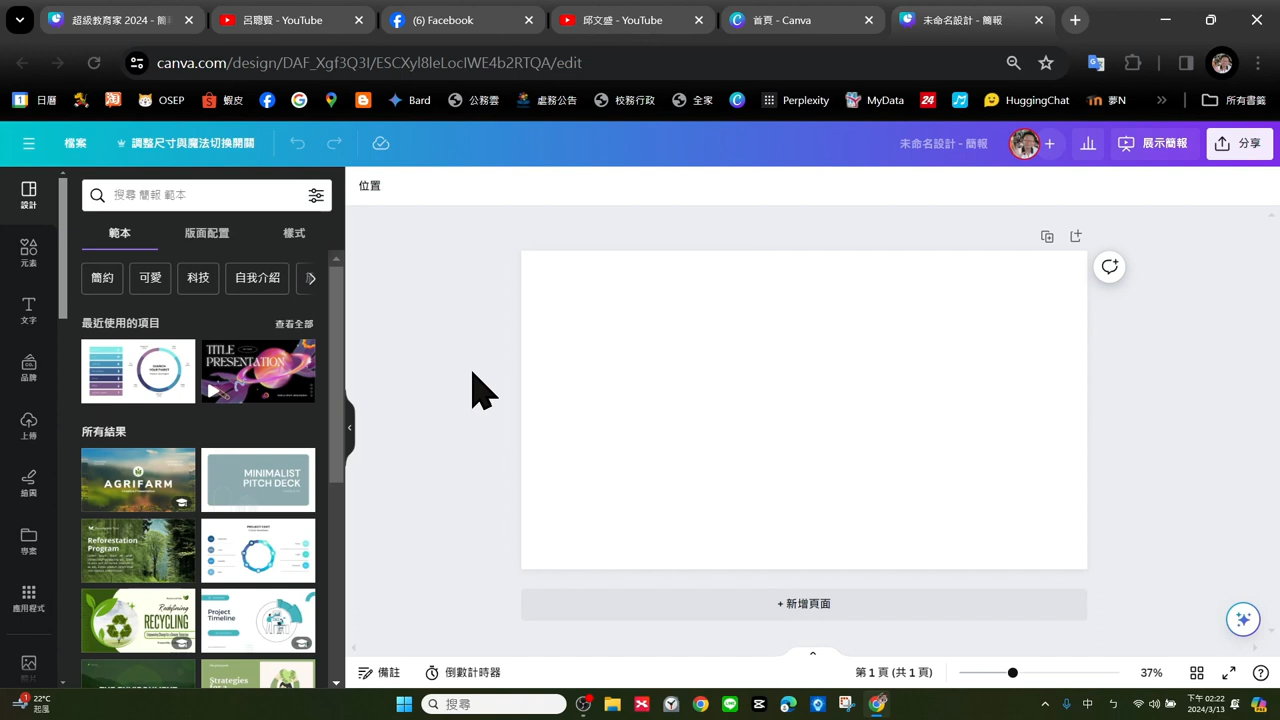 超級教育家 2024 - 簡
呂聰賢 - YouTube
(6) Facebook
邱文盛 - YouTube
首頁 - Canva
未命名設計 - 簡報
canva.com/design/DAF_Xgf3Q3I/ESCXyl8leLocIWE4b2RTQA/edit
日曆
淘
OSEP
蝦皮
Bard
公務雲
處務公告
校務行政
全家
Perplexity
MyData
24
HuggingChat
夢N
所有書籤
檔案
調整尺寸與魔法切換開關
未命名設計 - 簡報
展示簡報
分享
設計
元素
文字
品牌
上傳
繪圖
專案
應用程式
照片
搜尋 簡報 範本
範本
版面配置
樣式
簡約
可愛
科技
自我介紹
最近使用的項目
查看全部
TITLE
PRESENTATION
所有結果
AGRIFARM
MINIMALIST
PITCH DECK
Reforestation
Program
PROJECT CHART
Redefining
RECYCLING
Project
Timeline
THE ENVIRONMENT
Strategies
位置
+ 新增頁面
備註
倒數計時器
第 1 頁 (共 1 頁)
37%
1
22°C
起風
搜尋
中
下午 02:22
2024/3/13